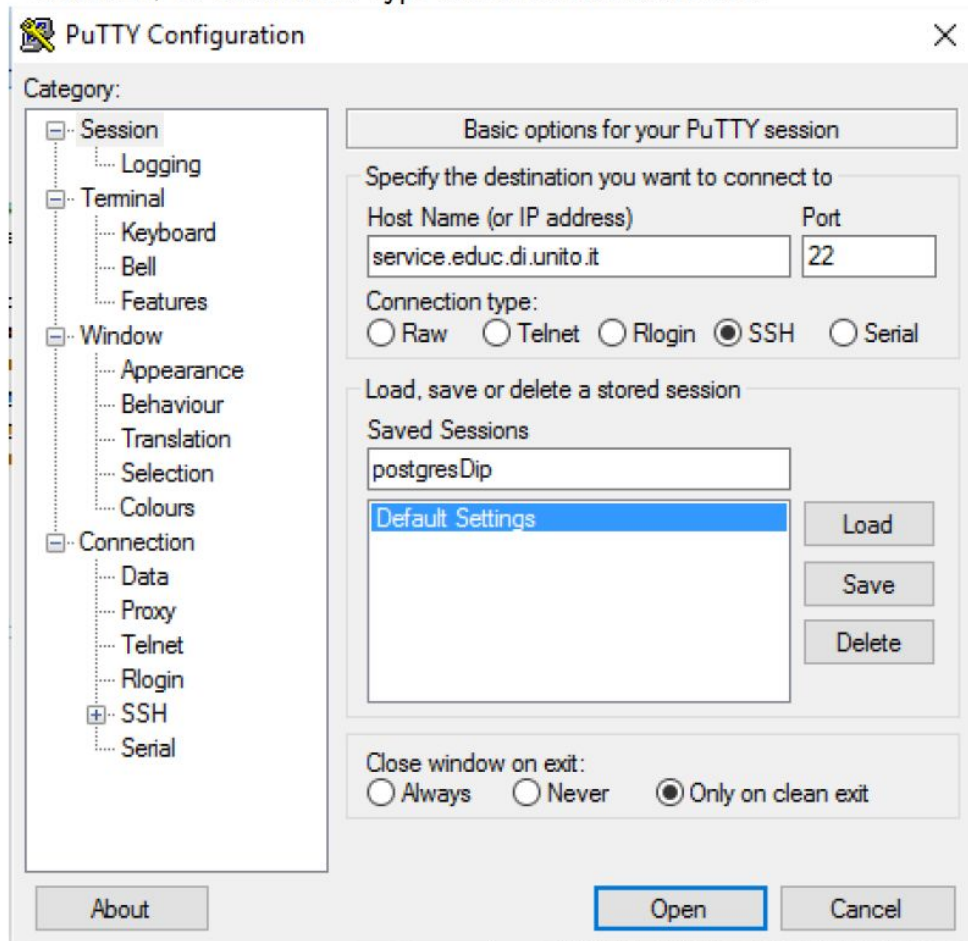 PuTTY Configuration
Category:
Session
Logging
Terminal
Keyboard
Bell
Features
Window
Appearance
Behaviour
Translation
Selection
Colours
Connection
Data
Proxy
Telnet
Rlogin
SSH
Serial
Basic options for your PuTTY session
Specify the destination you want to connect to
Host Name (or IP address) Port
service.educ.di.unito.it 22
Connection type:
Raw Telnet Rlogin SSH Serial
Load, save or delete a stored session
Saved Sessions
postgresDip
Default Settings
Load
Save
Delete
Close window on exit:
Always Never Only on clean exit
About Open Cancel